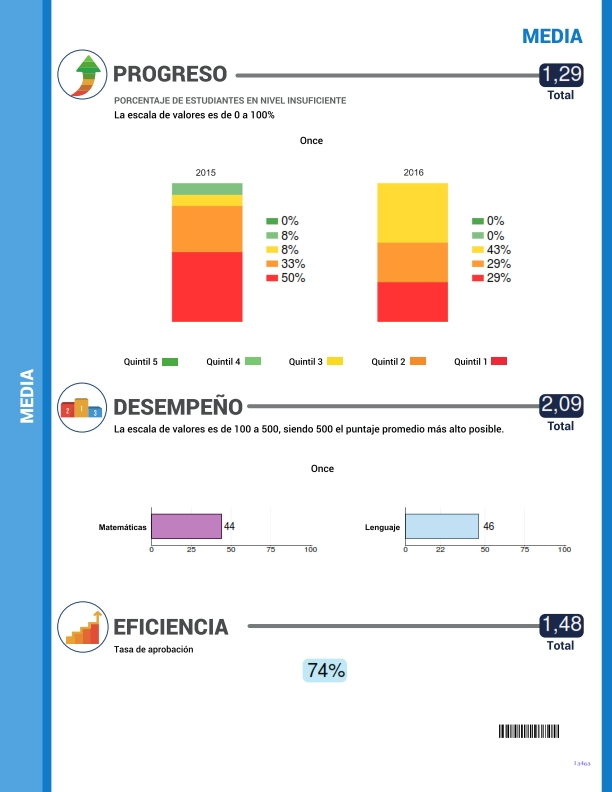 MEDIA
PROGRESO
1,29
Total
PORCENTAJE DE ESTUDIANTES EN NIVEL INSUFICIENTE
La escala de valores es de 0 a 100%
Once
2015
2016
0%
8%
8%
33%
50%
0%
0%
43%
29%
29%
Quintil 5 Quintil 4 Quintil 3 Quintil 2 Quintil 1
MEDIA
2 1 3
DESEMPEÑO
2,09
Total
La escala de valores es de 100 a 500, siendo 500 el puntaje promedio más alto posible.
Once
Matemáticas 44
0 25 50 75 100
Lenguaje 46
0 22 50 75 100
EFICIENCIA
1,48
Total
Tasa de aprobación
74%